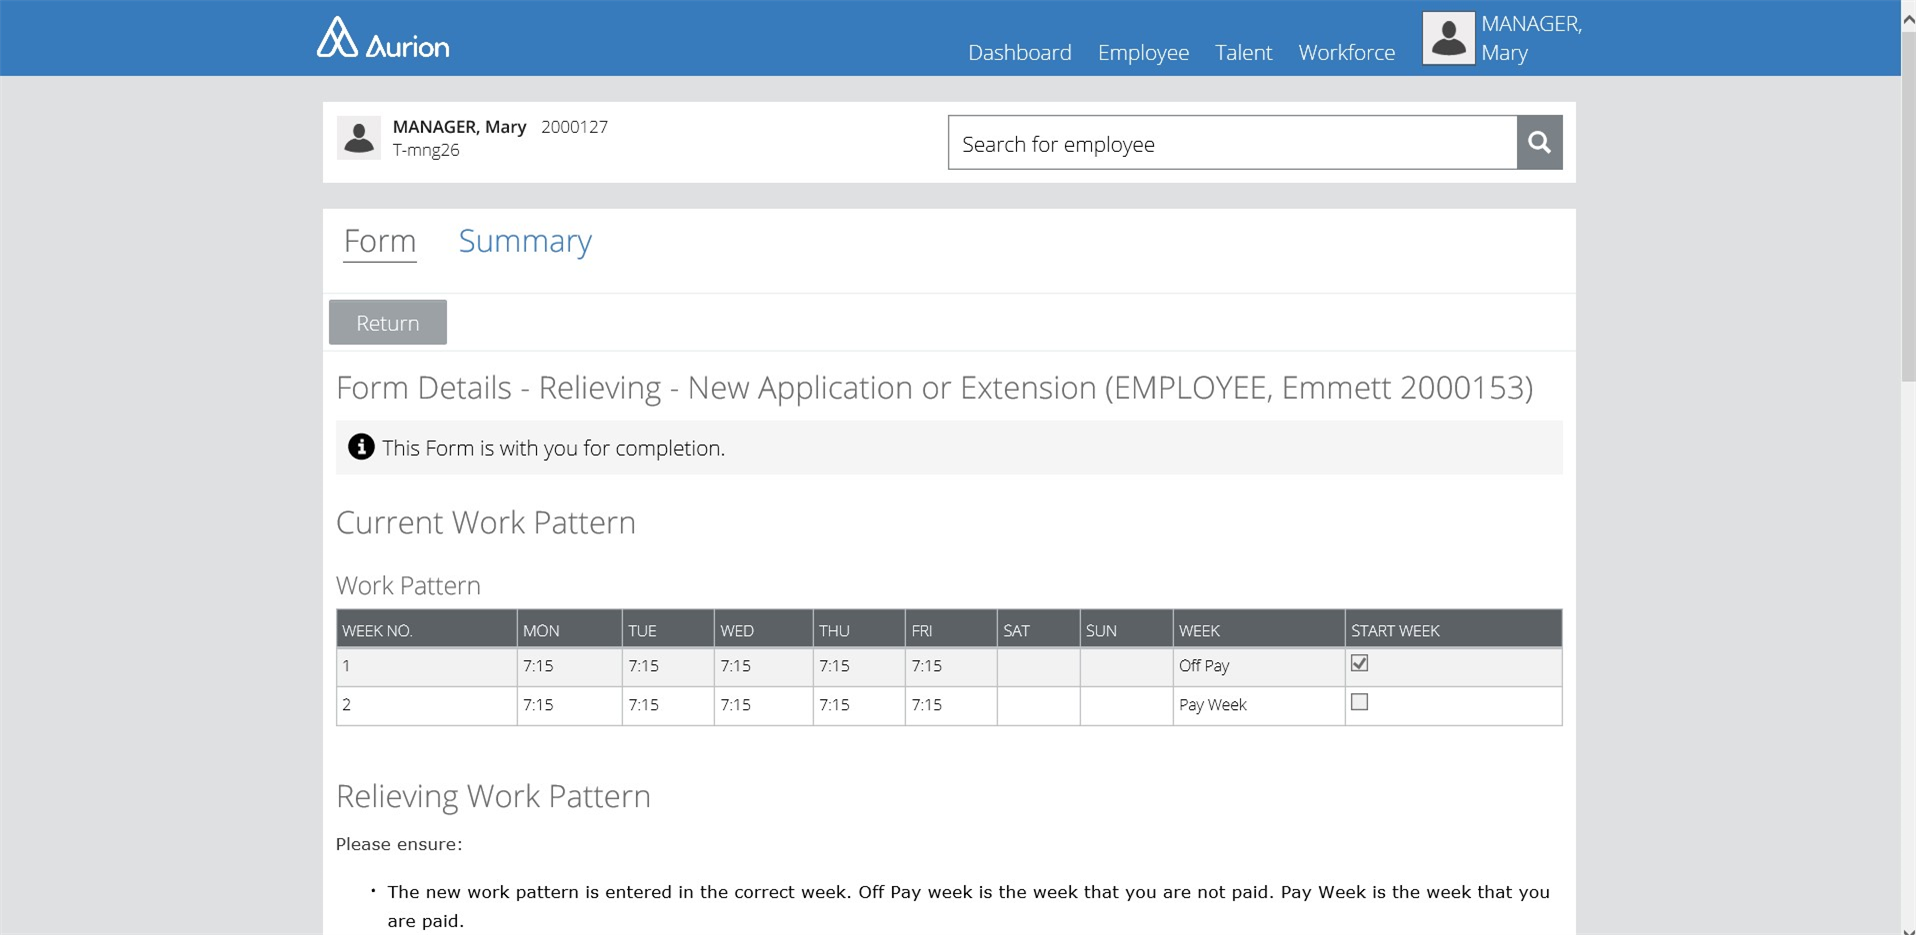 Aurion
Dashboard Employee Talent Workforce MANAGER, Mary
MANAGER, Mary 2000127
T-mng26
Search for employee
Form Summary
Return
Form Details - Relieving - New Application or Extension (EMPLOYEE, Emmett 2000153)
This Form is with you for completion.
Current Work Pattern
Work Pattern
WEEK NO. MON TUE WED THU FRI SAT SUN WEEK START WEEK
1 7:15 7:15 7:15 7:15 7:15 Off Pay
2 7:15 7:15 7:15 7:15 7:15 Pay Week
Relieving Work Pattern
Please ensure:
• The new work pattern is entered in the correct week. Off Pay week is the week that you are not paid. Pay Week is the week that you
are paid.